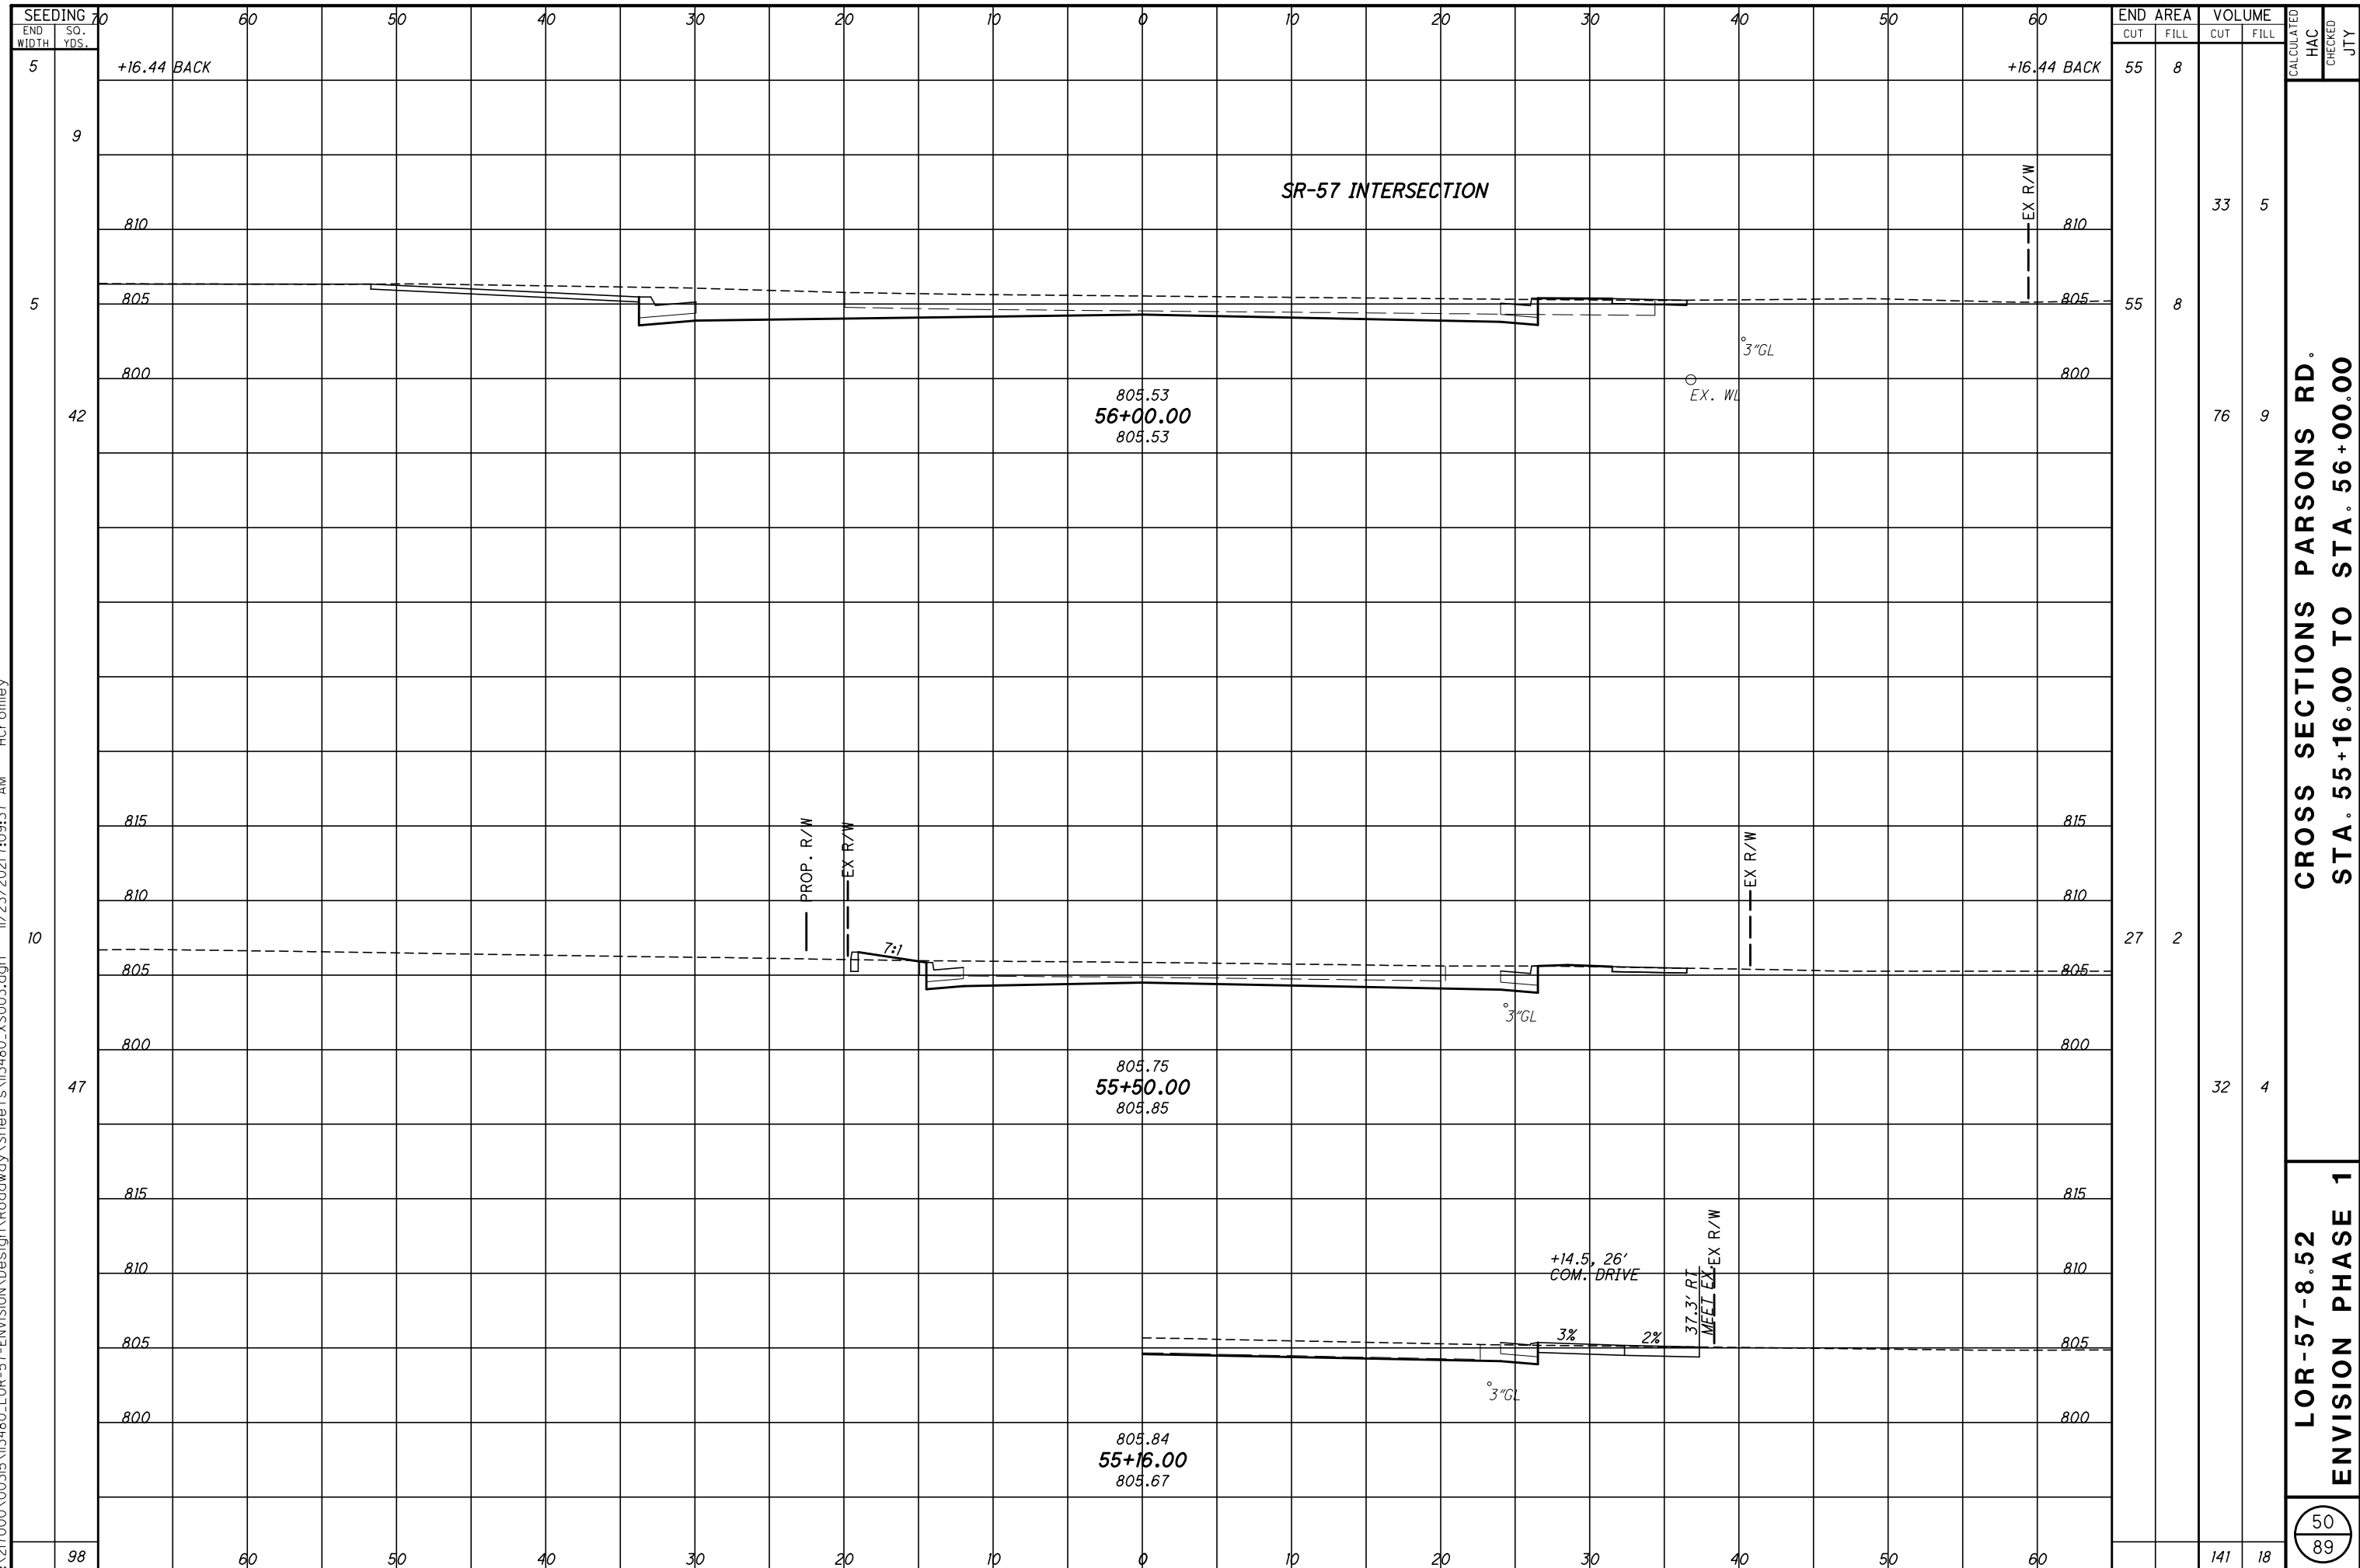 SEEDING
END WIDTH
SQ. YDS.
70 60 50 40 30 20 10 0 10 20 30 40 50 60
END AREA
VOLUME
CUT FILL CUT FILL
CALCULATED
HAC
CHECKED
JTY
5
+16.44 BACK
+16.44 BACK
55 8
9
SR-57 INTERSECTION
EX R/W
33 5
810
810
5
805
805
55 8
3"GL
800
800
EX. WL
805.53
42
56+00.00
76 9
805.53
815
815
PROP. R/W
EX R/W
EX R/W
810
810
10
7:1
27 2
805
805
3"GL
800
800
805.75
47
55+50.00
32 4
805.85
815
815
+14.5, 26'
COM. DRIVE
37.3' RT
MEET EX.
EX R/W
810
810
3%
2%
805
805
3"GL
800
800
805.84
55+16.00
805.67
98
60 50 40 30 20 10 0 10 20 30 40 50 60
141 18
CROSS SECTIONS PARSONS RD.
STA. 55+16.00 TO STA. 56+00.00
LOR-57-8.52
ENVISION PHASE 1
50
89